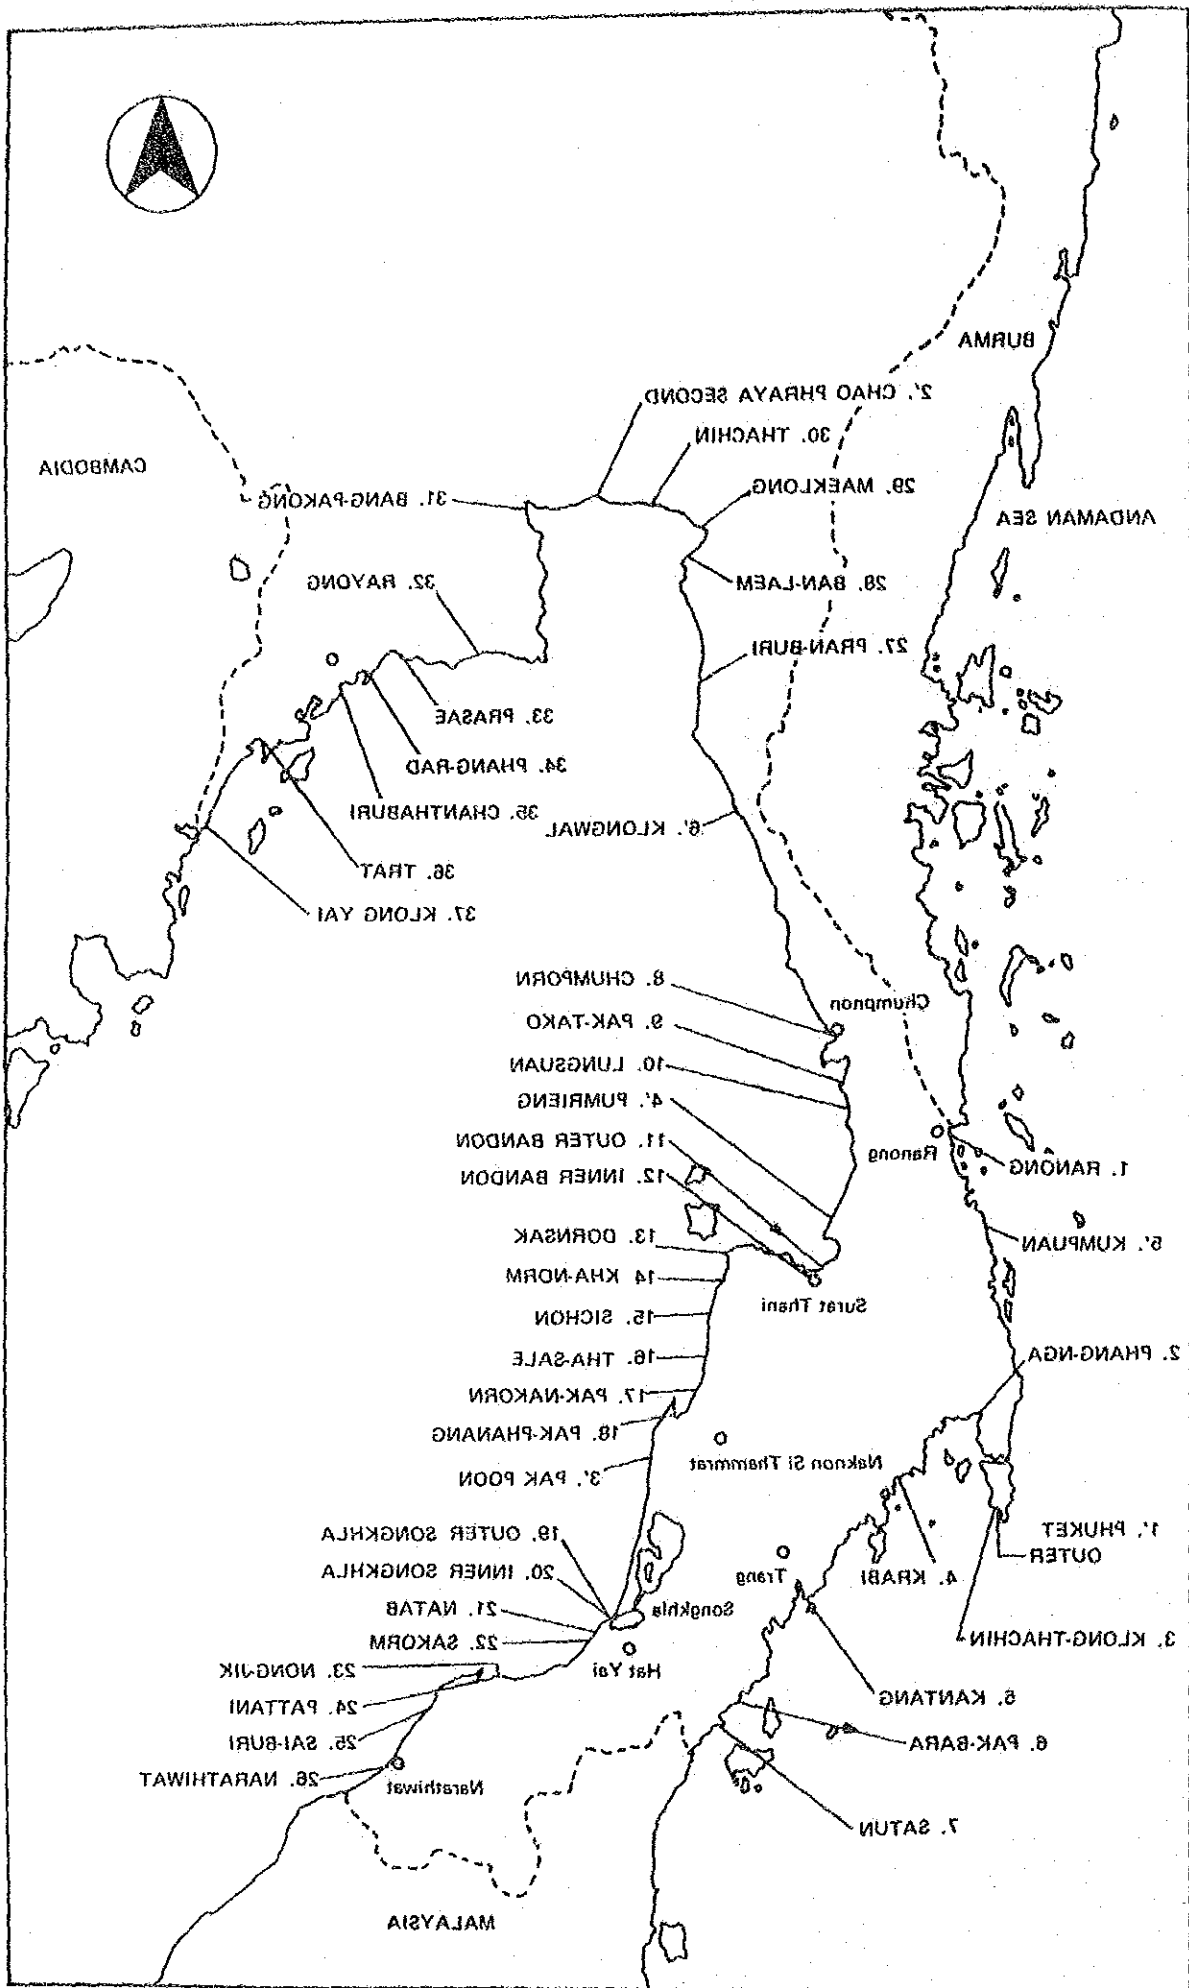 BURMA
2'. CHAO PHRAYA SECOND
30. THACHIN
CAMBODIA
29. MAEKLONG
31. BANG-PAKONG
ANDAMAN SEA
28. BAN-LAEM
32. RAYONG
27. PRAN-BURI
33. PRASAE
34. PHANG-RAD
35. CHANTHABURI
6'. KLONGWAL
36. TRAT
37. KLONG YAI
8. CHUMPORN
Chumpnon
9. PAK-TAKO
10. LUNGSUAN
4'. PUMRIENG
11. OUTER BANDON
Ranong
1. RANONG
12. INNER BANDON
13. DORNSAK
5'. KUMPUAN
14 KHA-NORM
Surat Thani
15. SICHON
16. THA-SALE
2. PHANG-NGA
17. PAK-NAKORN
18. PAK-PHANANG
Naknon Si Thammrat
3'. PAK POON
19. OUTER SONGKHLA
1'. PHUKET
OUTER
20. INNER SONGKHLA
Trang
4. KRABI
21. NATAB
Songkhla
22. SAKORM
3. KLONG-THACHIN
23. NONG-JIK
Hat Yai
24. PATTANI
5. KANTANG
25. SAI-BURI
6. PAK-BARA
26. NARATHIWAT
Narathiwat
7. SATUN
MALAYSIA